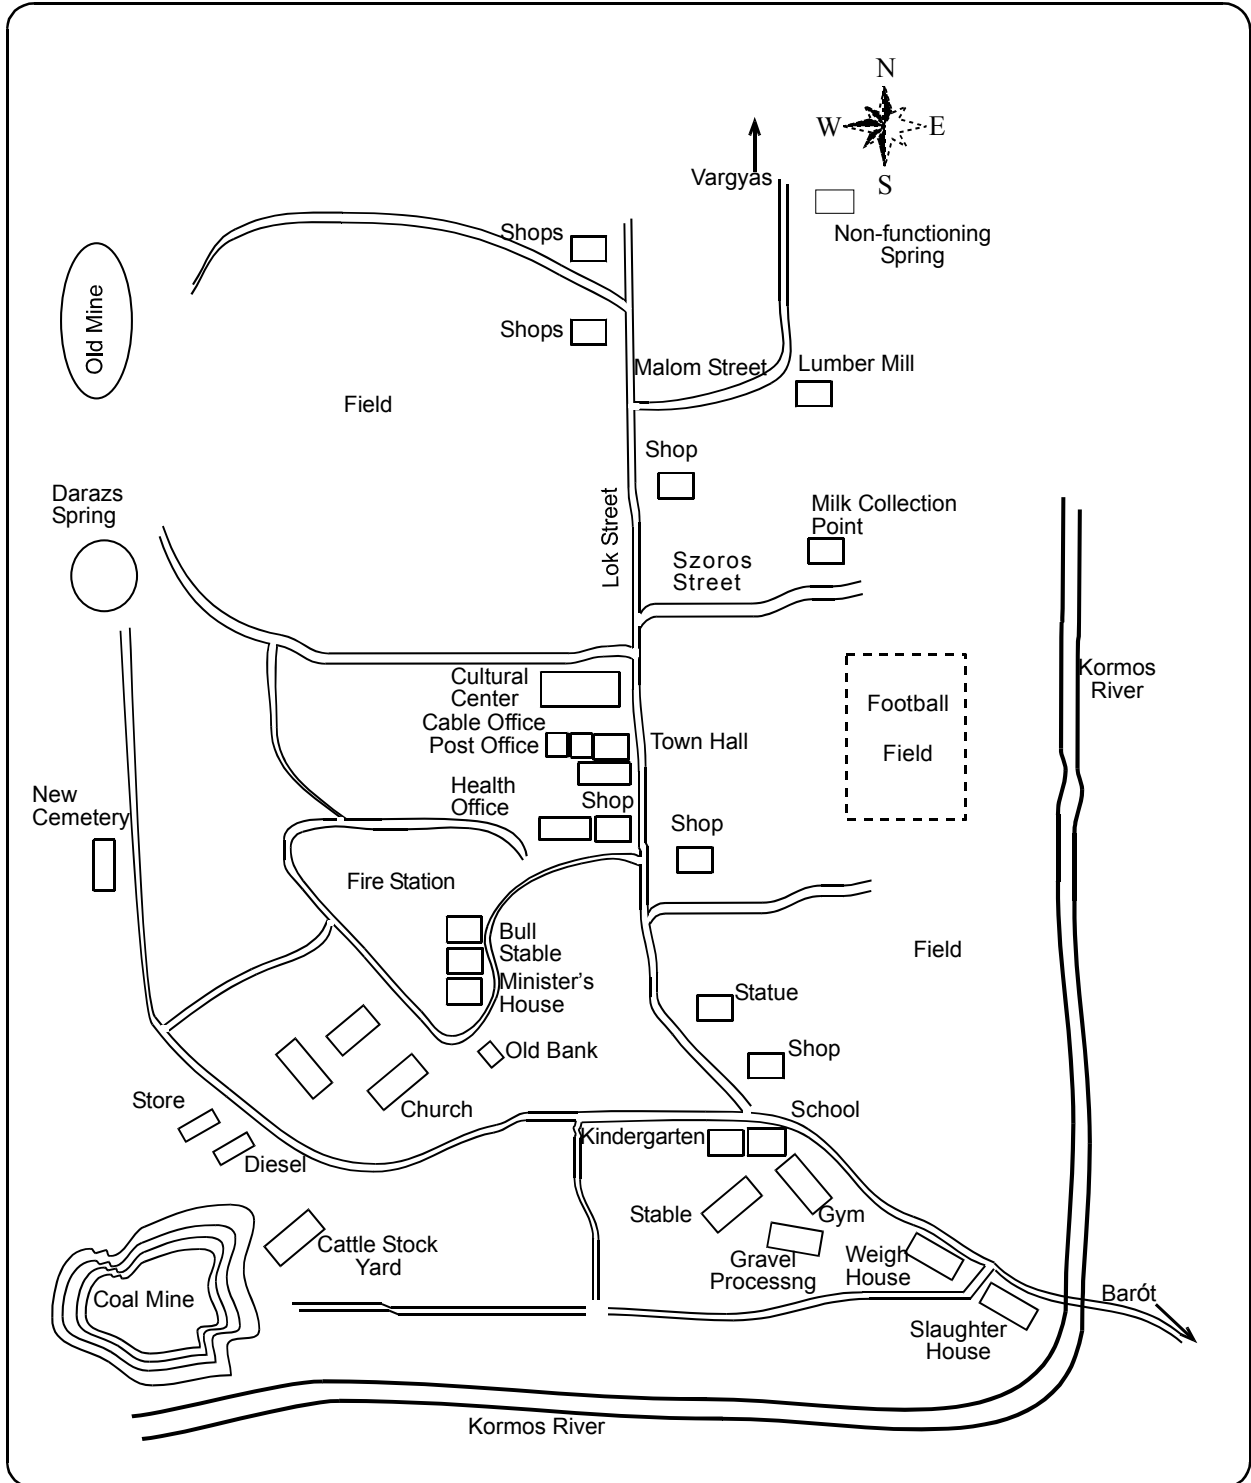 N
W
E
S
Vargyas
Non-functioning
Spring
Shops
Old Mine
Shops
Malom Street
Lumber Mill
Field
Shop
Darazs
Spring
Lok Street
Milk Collection
Point
Szoros
Street
Cultural
Center
Kormos
River
Football
Field
Cable Office
Post Office
Town Hall
Health
Office
Shop
New
Cemetery
Shop
Fire Station
Bull
Stable
Field
Minister's
House
Statue
Old Bank
Shop
Store
Church
School
Kindergarten
Diesel
Stable
Gym
Cattle Stock
Yard
Gravel
Processng
Weigh
House
Coal Mine
Barót
Slaughter
House
Kormos River